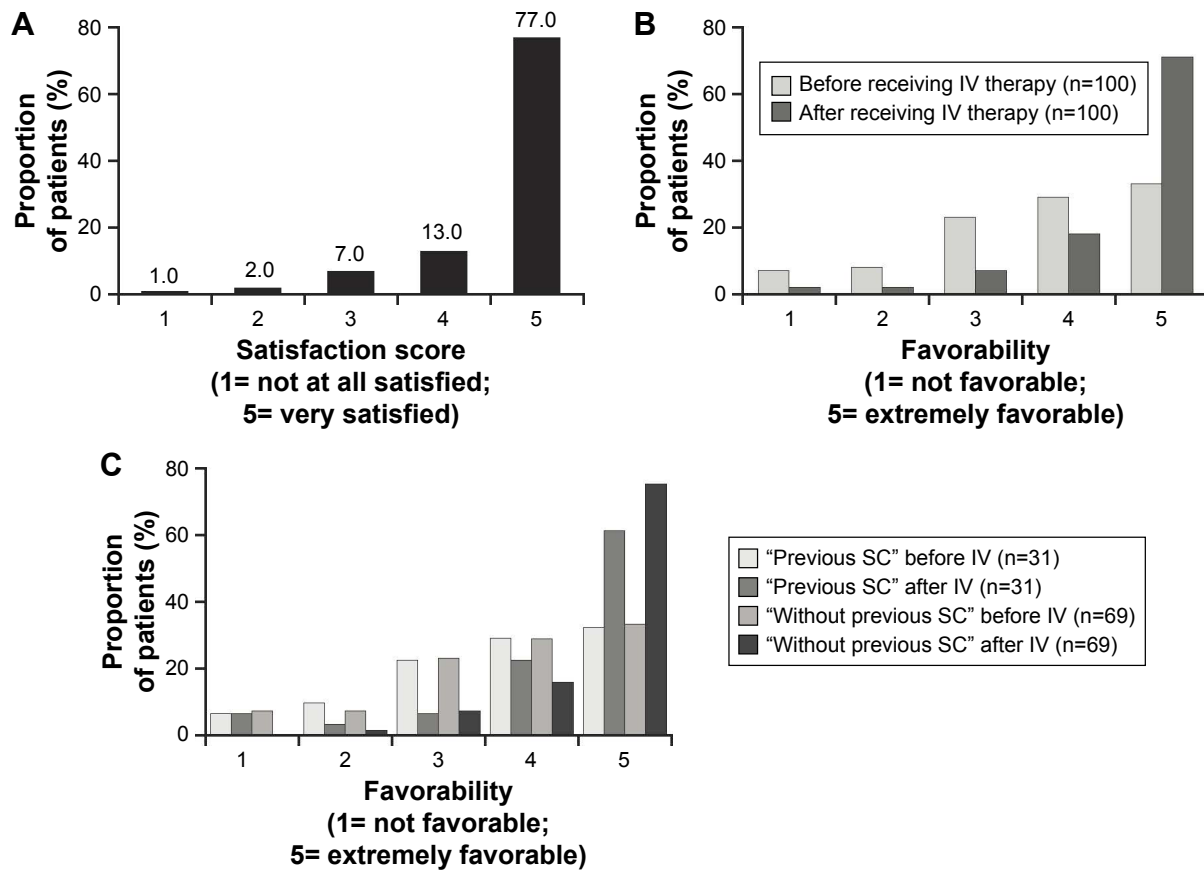 A
Proportion
of patients (%)
80
60
40
20
0
1.0
2.0
7.0
13.0
77.0
1 2 3 4 5
Satisfaction score
(1= not at all satisfied;
5= very satisfied)
B
Proportion
of patients (%)
80
60
40
20
0
Before receiving IV therapy (n=100)
After receiving IV therapy (n=100)
1 2 3 4 5
Favorability
(1= not favorable;
5= extremely favorable)
C
Proportion
of patients (%)
80
60
40
20
0
1 2 3 4 5
Favorability
(1= not favorable;
5= extremely favorable)
“Previous SC” before IV (n=31)
“Previous SC” after IV (n=31)
“Without previous SC” before IV (n=69)
“Without previous SC” after IV (n=69)